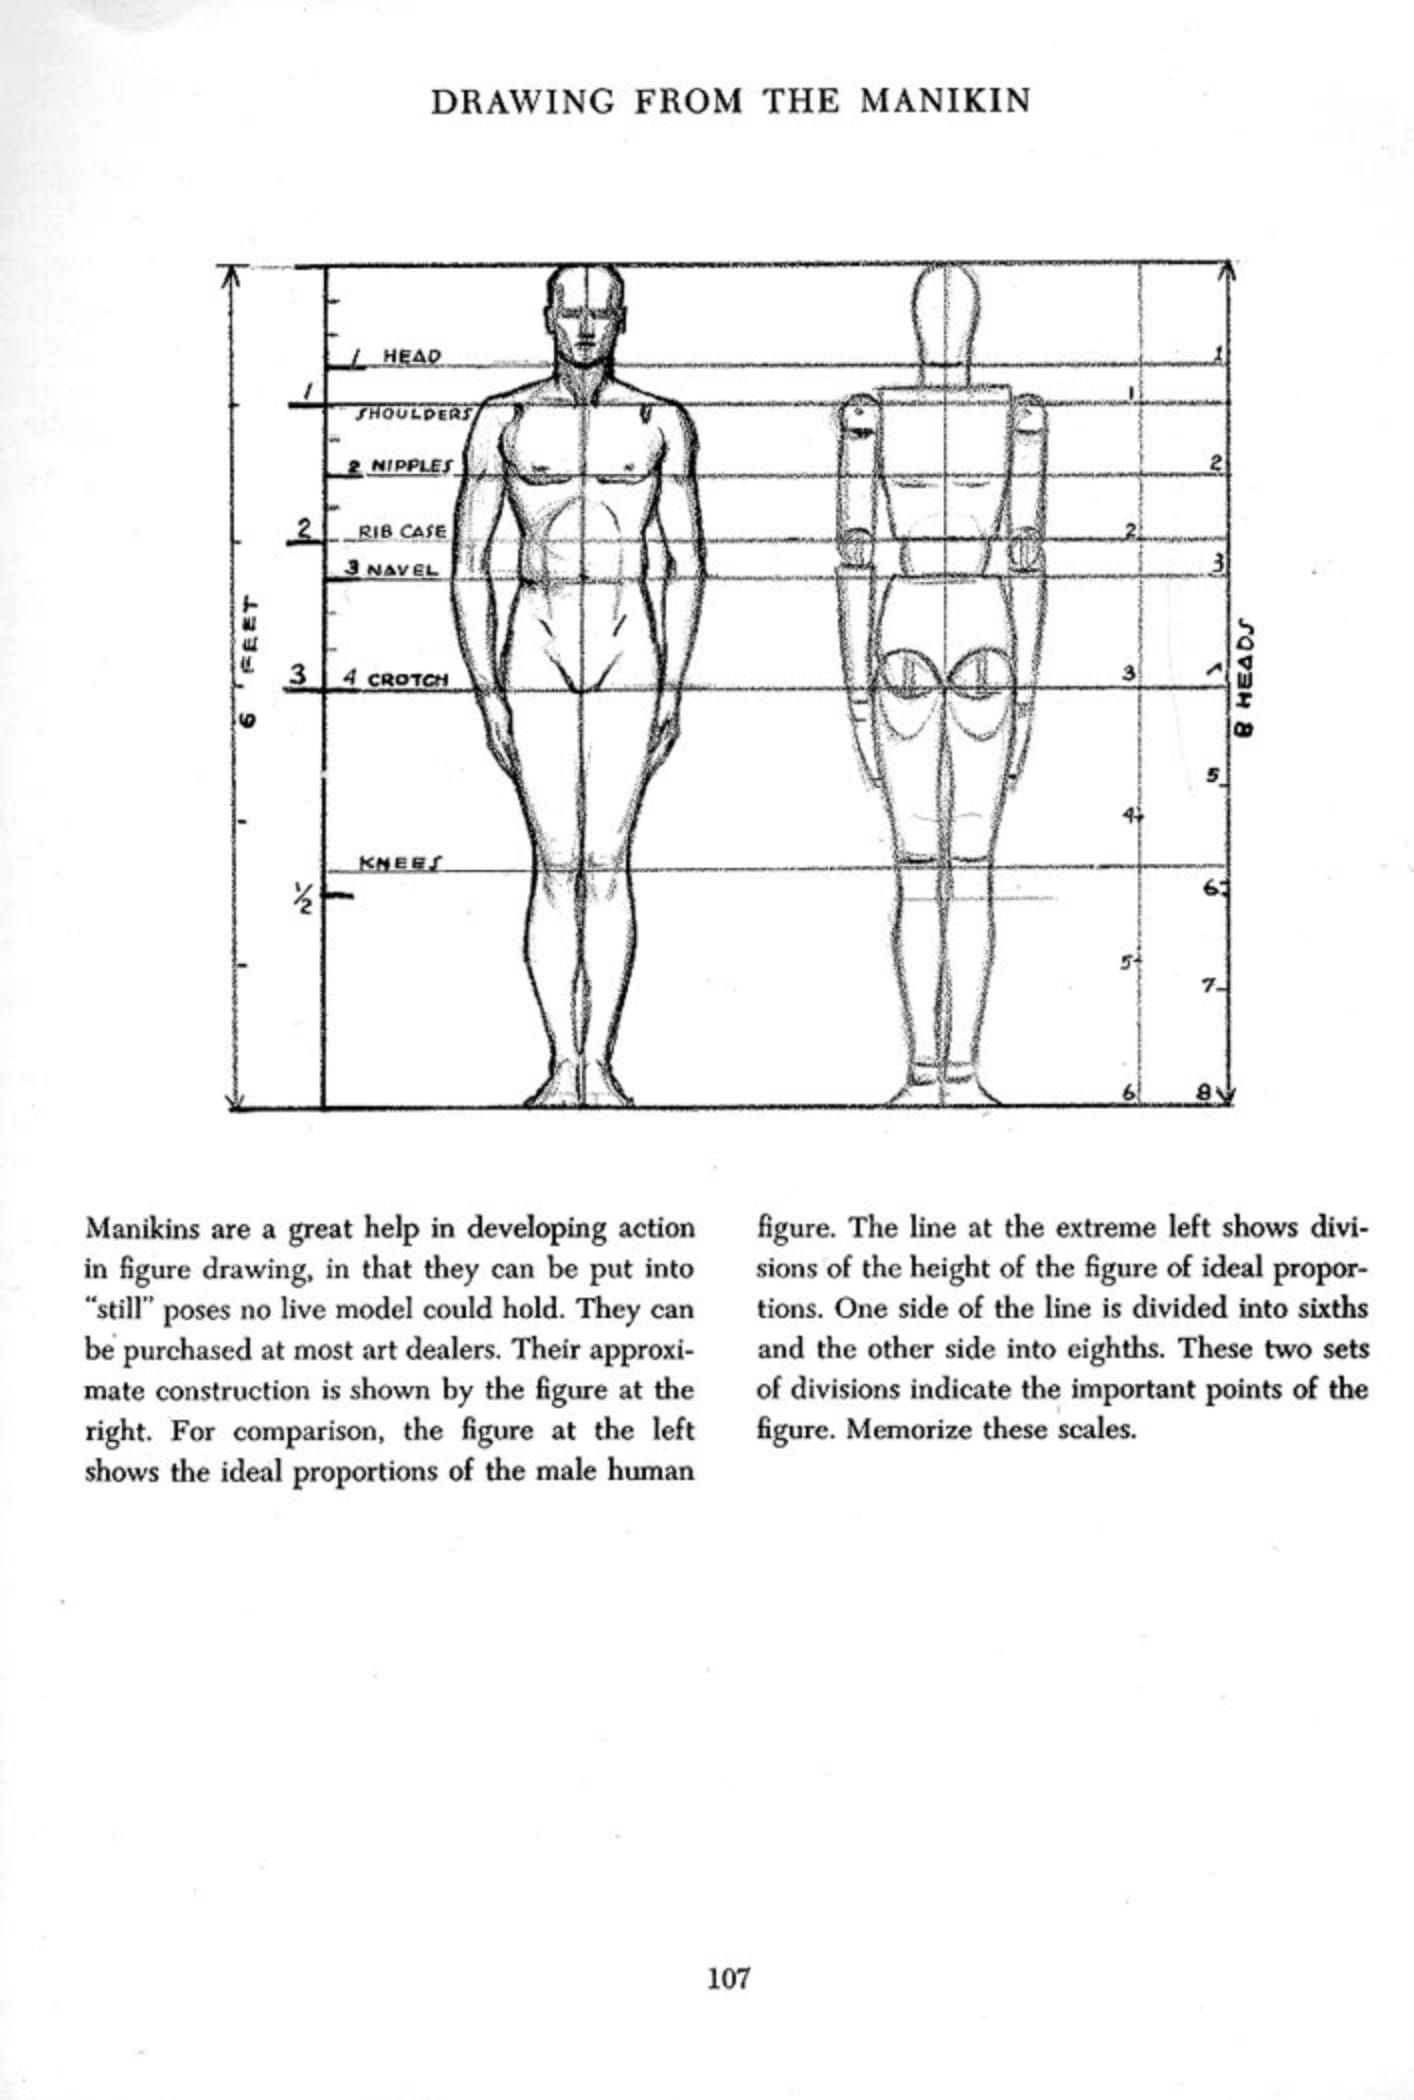 DRAWING FROM THE MANIKIN
1 HEAD 1
1 1
SHOULDERS
2 NIPPLES 2
2 RIB CASE 2
3 NAVEL 3
6 FEET
8 HEADS
3 4 CROTCH 3
5
4
KNEES
½ 6
5
7
6 8
Manikins are a great help in developing action
in figure drawing, in that they can be put into
“still” poses no live model could hold. They can
be purchased at most art dealers. Their approxi-
mate construction is shown by the figure at the
right. For comparison, the figure at the left
shows the ideal proportions of the male human
figure. The line at the extreme left shows divi-
sions of the height of the figure of ideal propor-
tions. One side of the line is divided into sixths
and the other side into eighths. These two sets
of divisions indicate the important points of the
figure. Memorize these scales.
107